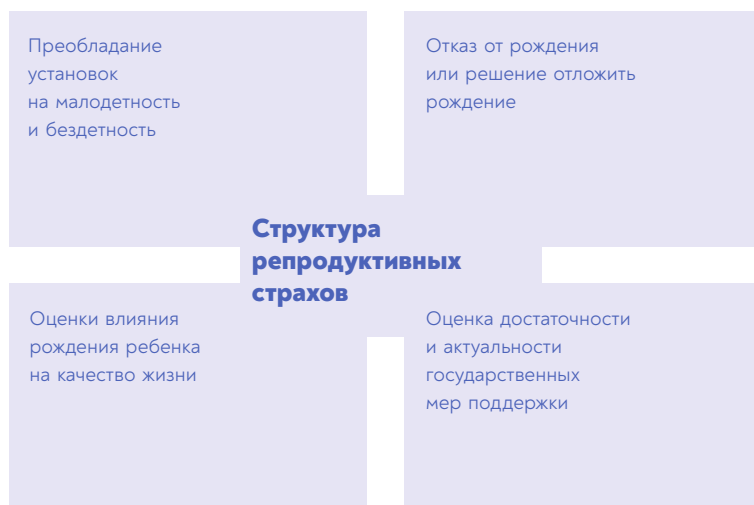 Преобладание
установок
на малодетность
и бездетность
Отказ от рождения
или решение отложить
рождение
Структура
репродуктивных
страхов
Оценки влияния
рождения ребенка
на качество жизни
Оценка достаточности
и актуальности
государственных
мер поддержки